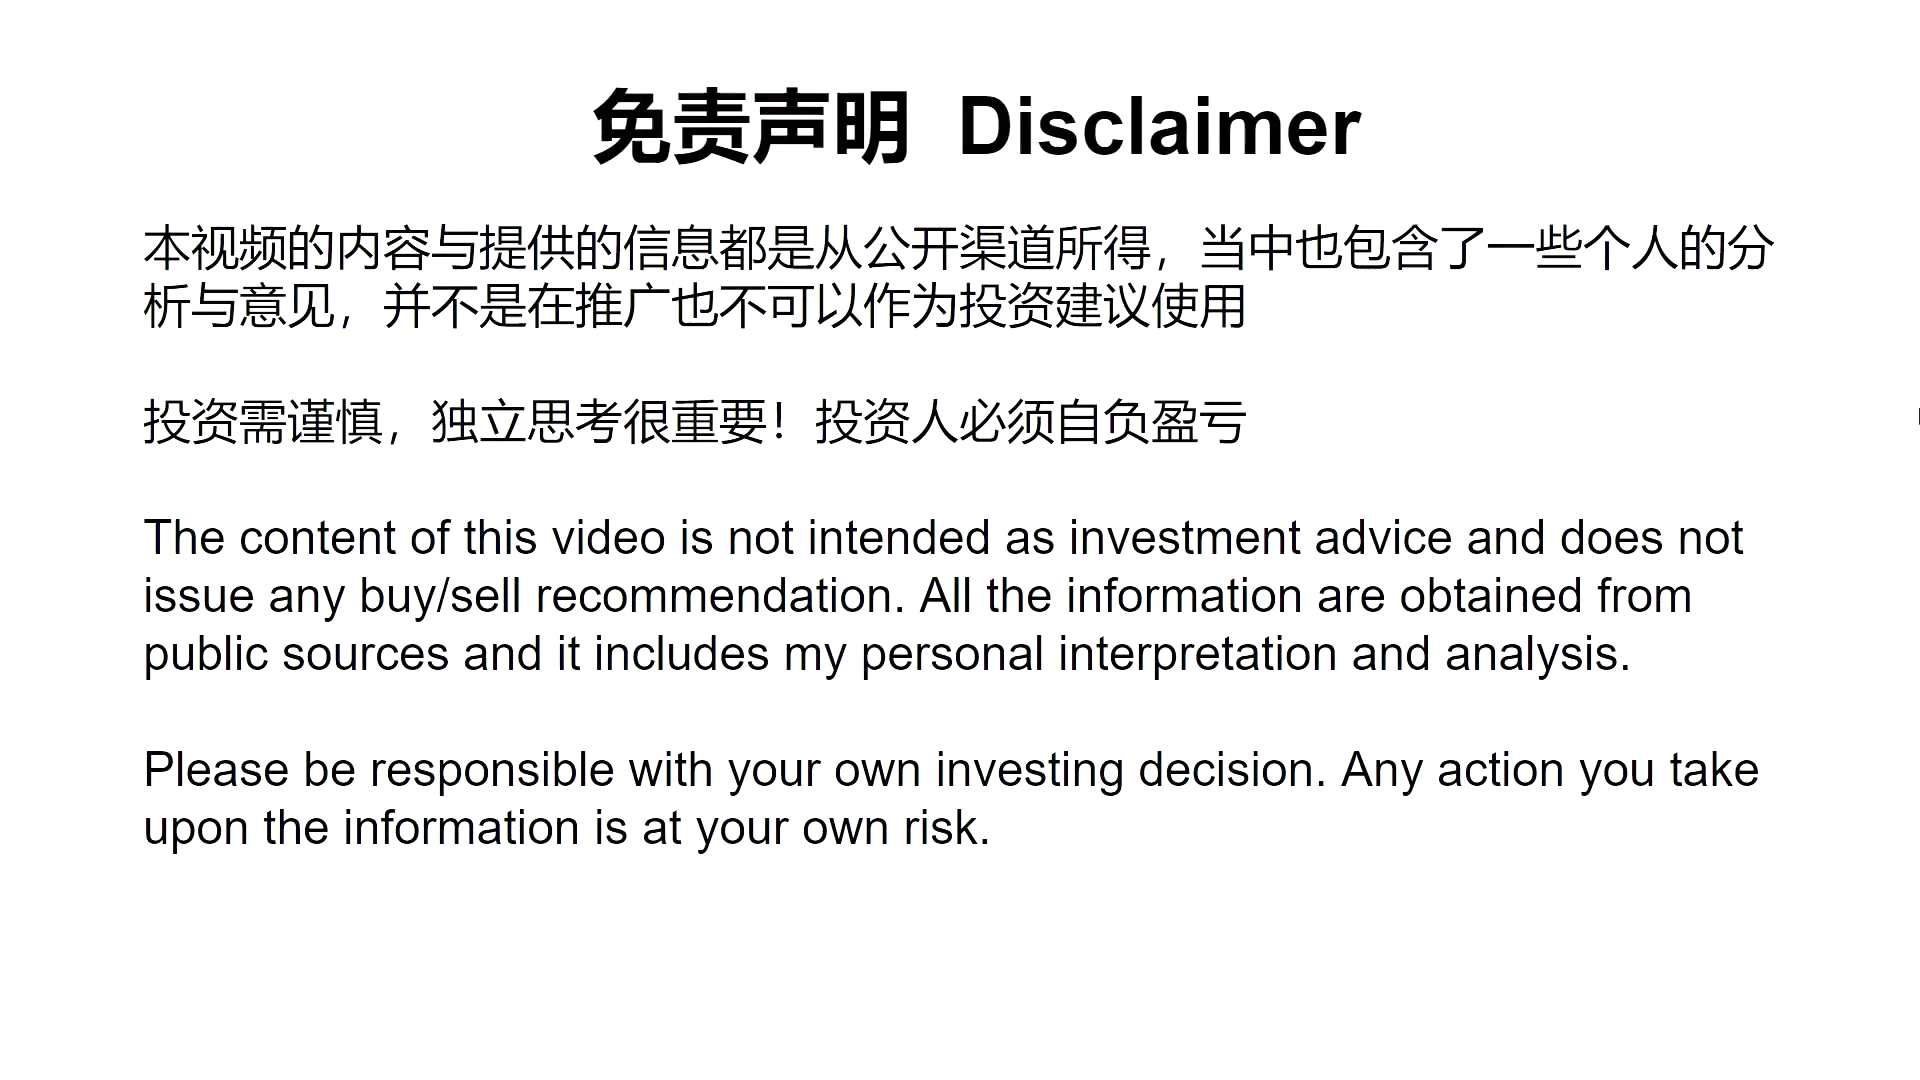 免责声明 Disclaimer
本视频的内容与提供的信息都是从公开渠道所得，当中也包含了一些个人的分
析与意见，并不是在推广也不可以作为投资建议使用
投资需谨慎，独立思考很重要！投资人必须自负盈亏
The content of this video is not intended as investment advice and does not
issue any buy/sell recommendation. All the information are obtained from
public sources and it includes my personal interpretation and analysis.
Please be responsible with your own investing decision. Any action you take
upon the information is at your own risk.